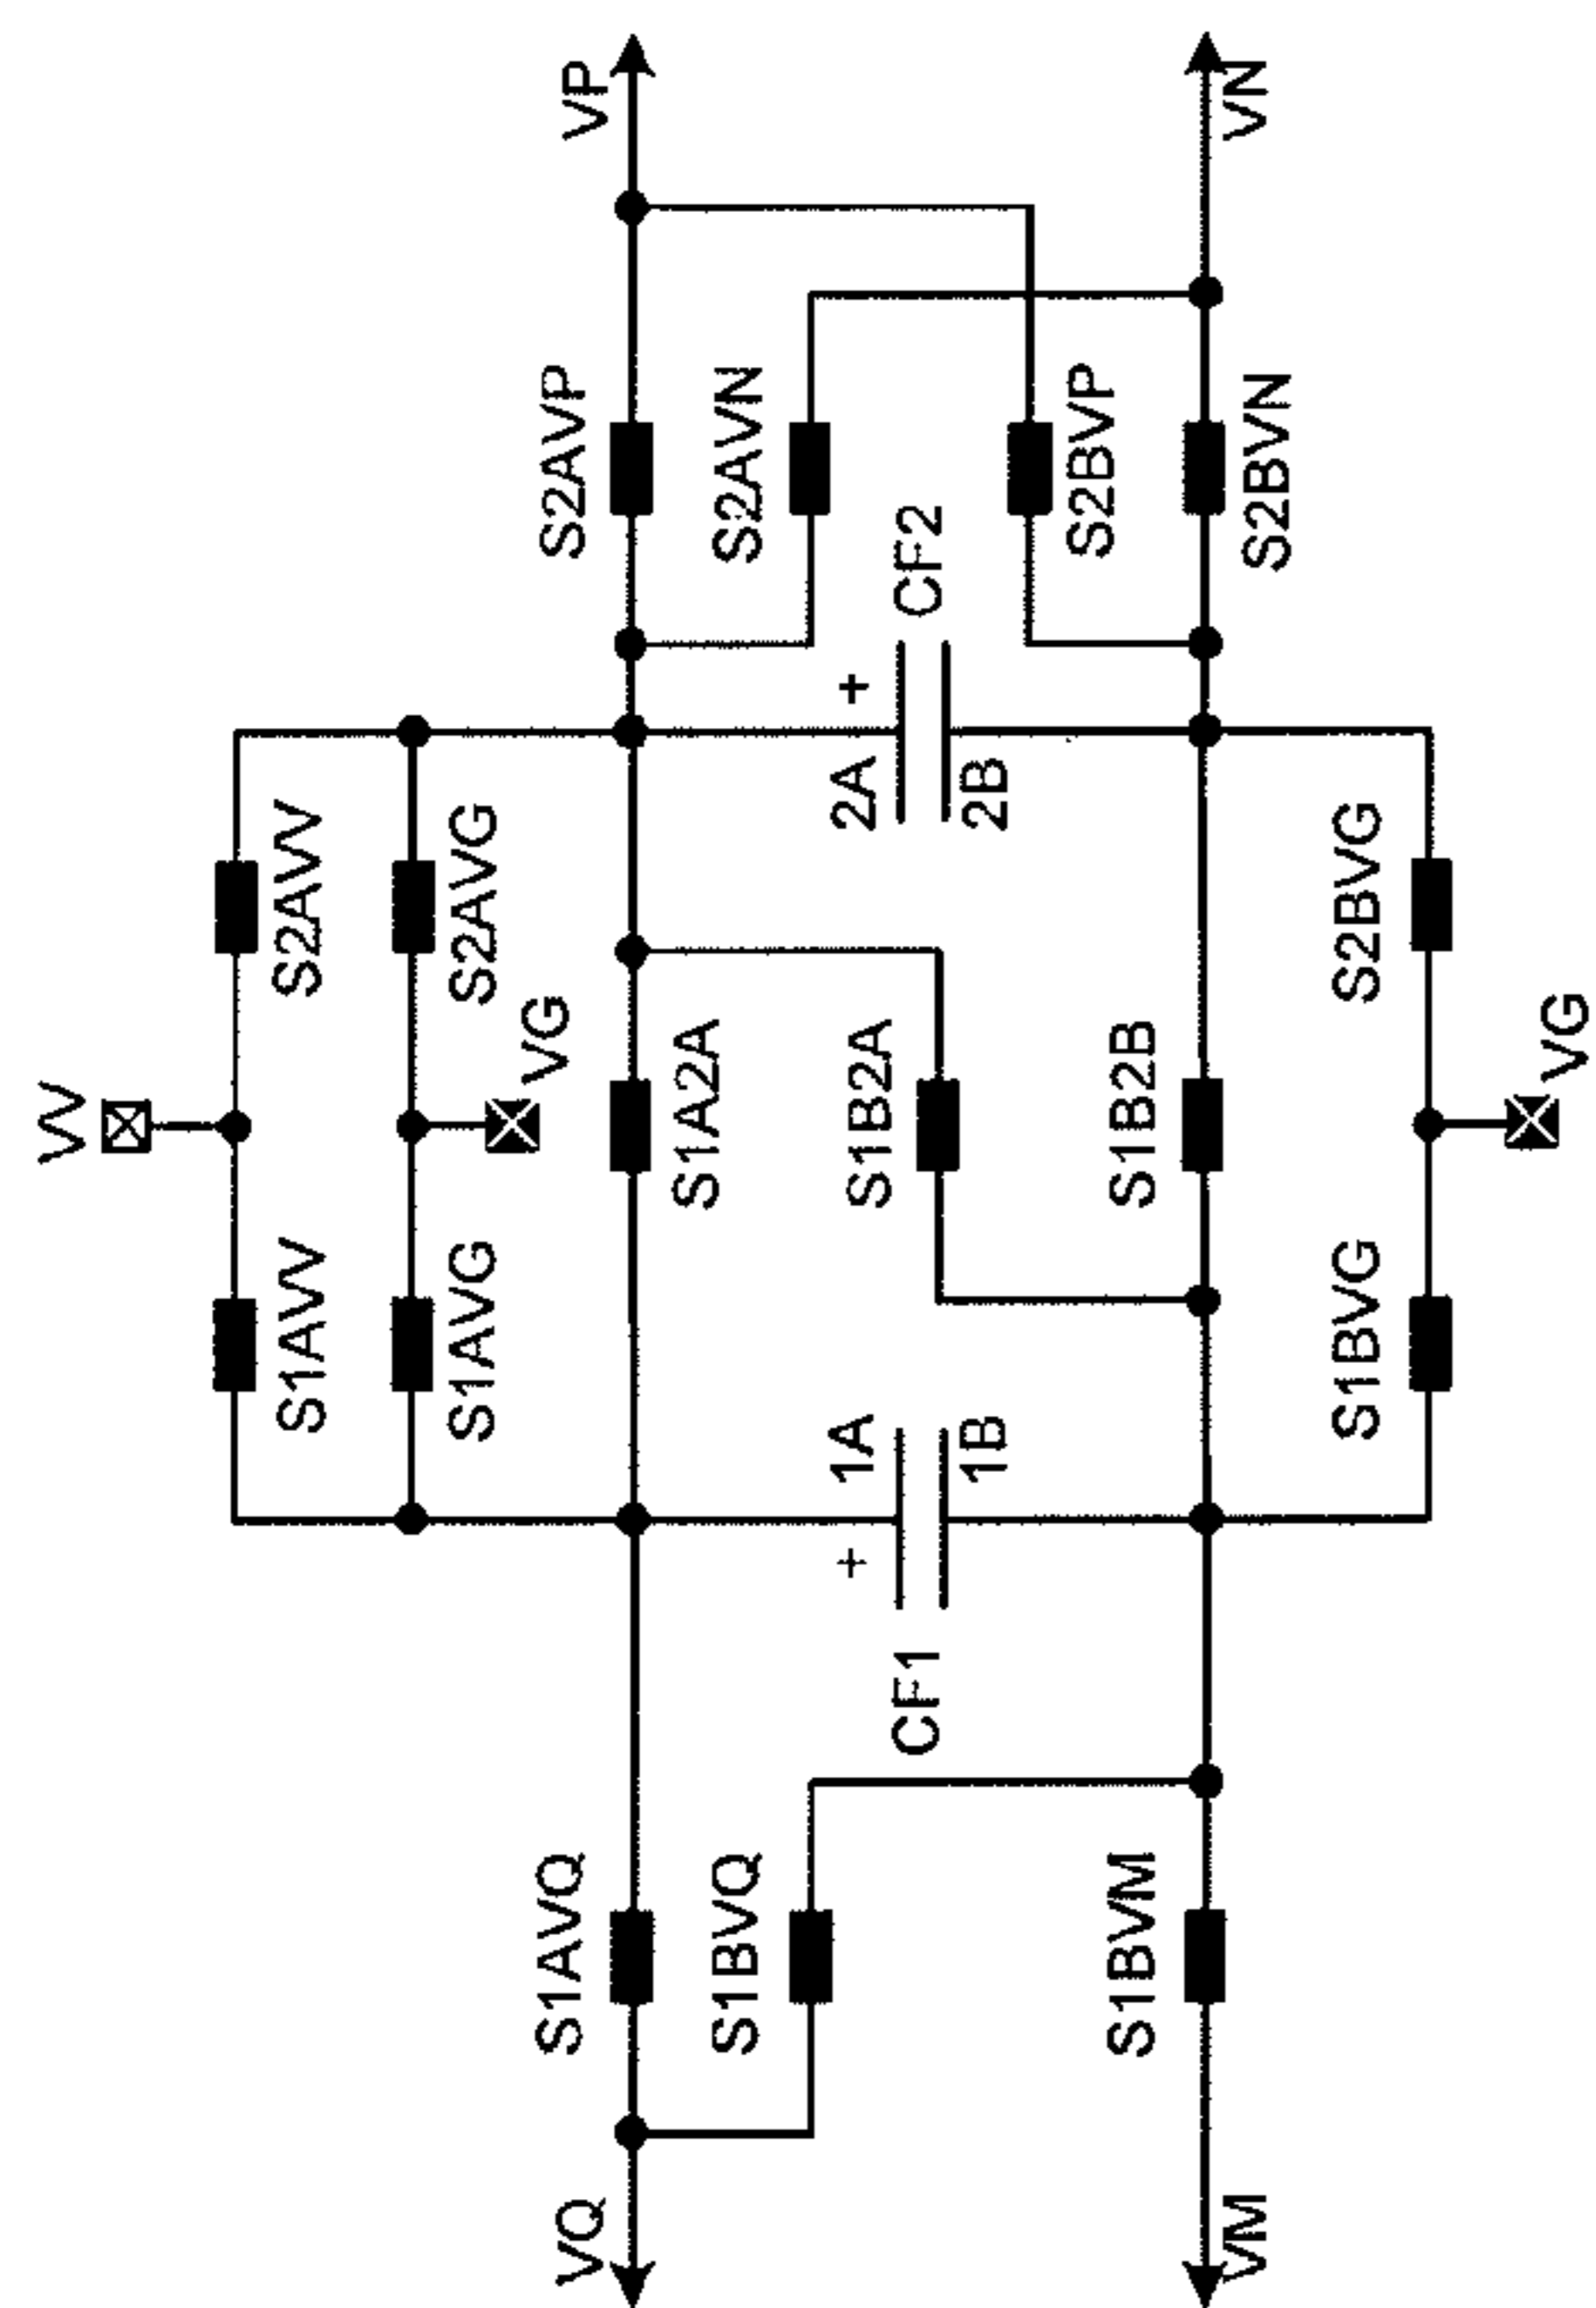 VV
S1AVV
S2AVV
S1AVG
S2AVG
VG
VQ
S1AVQ
S2AVP
VP
S1A2A
S1BVQ
S2AVN
+
1A
S1B2A
2A
+
CF1
CF2
1B
2B
S1BVM
S1B2B
S2BVP
VM
S2BVN
VN
S1BVG
S2BVG
VG